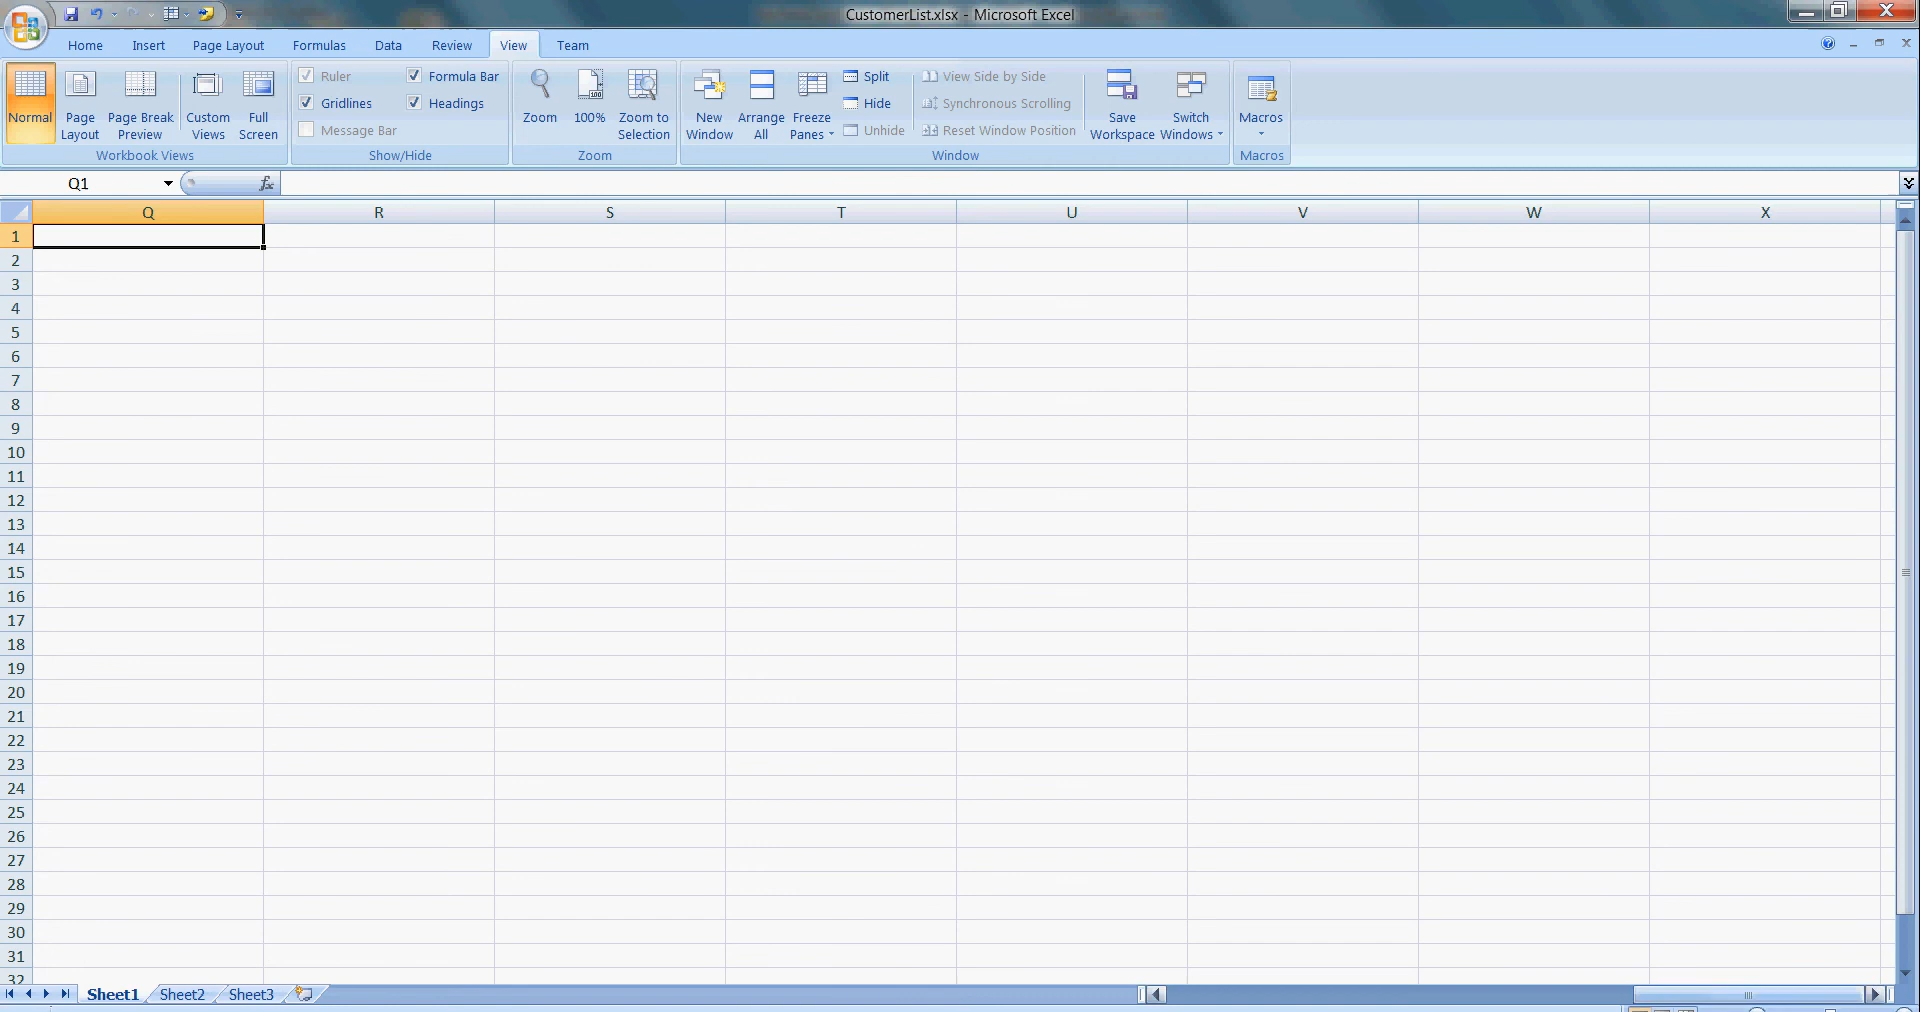 CustomerList.xlsx - Microsoft Excel
Home Insert Page Layout Formulas Data Review View Team
Normal
Page Layout
Page Break Preview
Custom Views
Full Screen
Workbook Views
Ruler
Gridlines
Message Bar
Formula Bar
Headings
Show/Hide
Zoom
100%
Zoom to Selection
Zoom
New Window
Arrange All
Freeze Panes
Split
Hide
Unhide
View Side by Side
Synchronous Scrolling
Reset Window Position
Save Workspace
Switch Windows
Window
Macros
Macros
Q1 fx
Q R S T U V W X
1
2
3
4
5
6
7
8
9
10
11
12
13
14
15
16
17
18
19
20
21
22
23
24
25
26
27
28
29
30
31
32
Sheet1 Sheet2 Sheet3